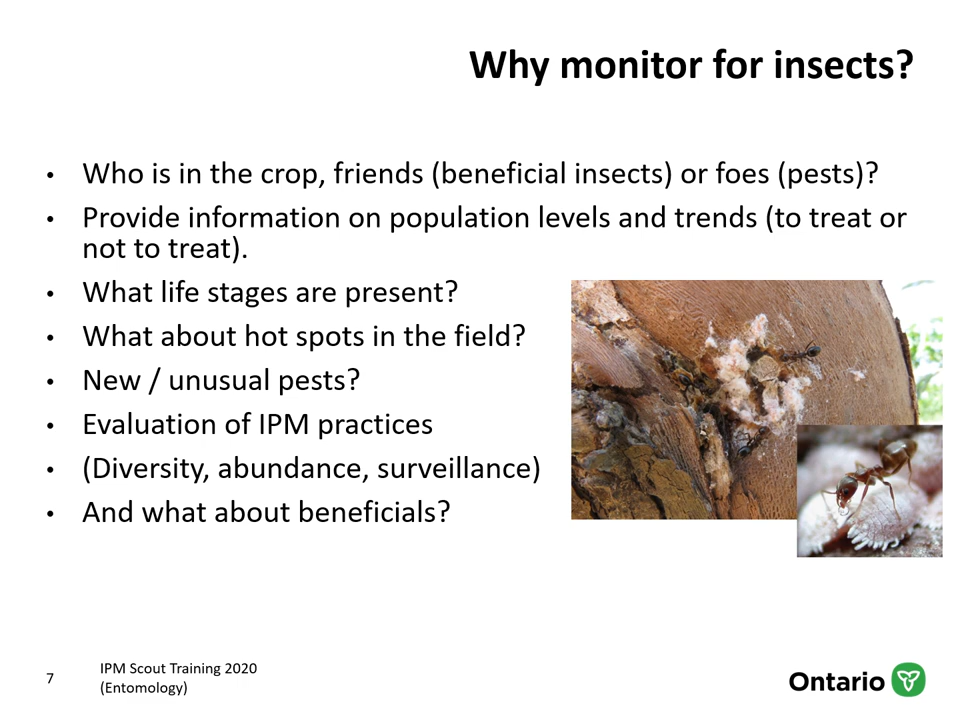 Why monitor for insects?
• Who is in the crop, friends (beneficial insects) or foes (pests)?
• Provide information on population levels and trends (to treat or
not to treat).
• What life stages are present?
• What about hot spots in the field?
• New / unusual pests?
• Evaluation of IPM practices
• (Diversity, abundance, surveillance)
• And what about beneficials?
7
IPM Scout Training 2020
(Entomology)
Ontario